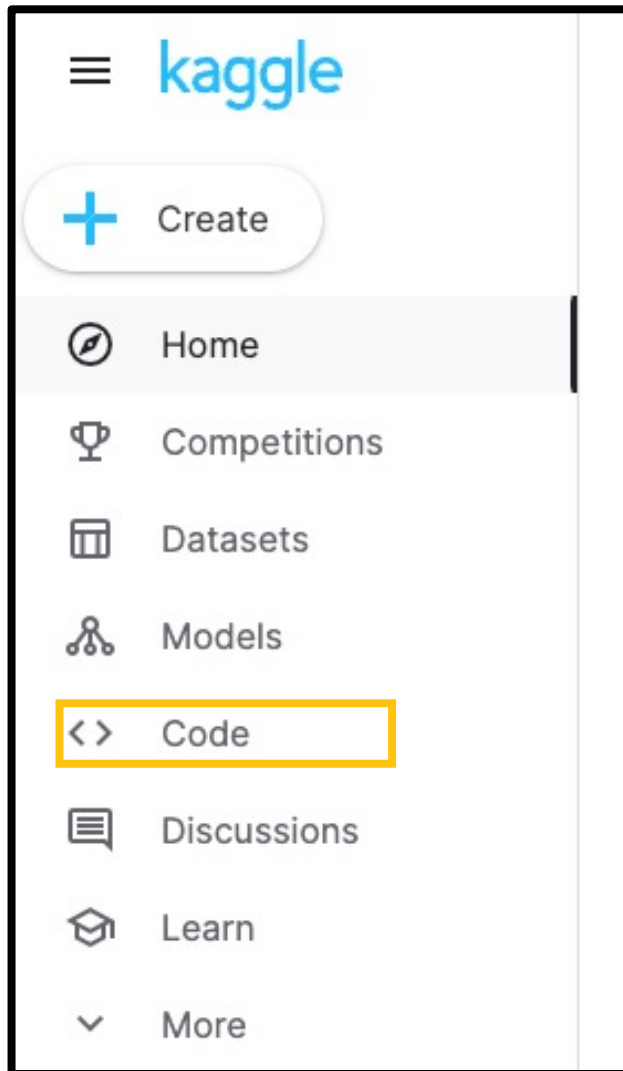 kaggle
Create
Home
Competitions
Datasets
Models
Code
Discussions
Learn
More